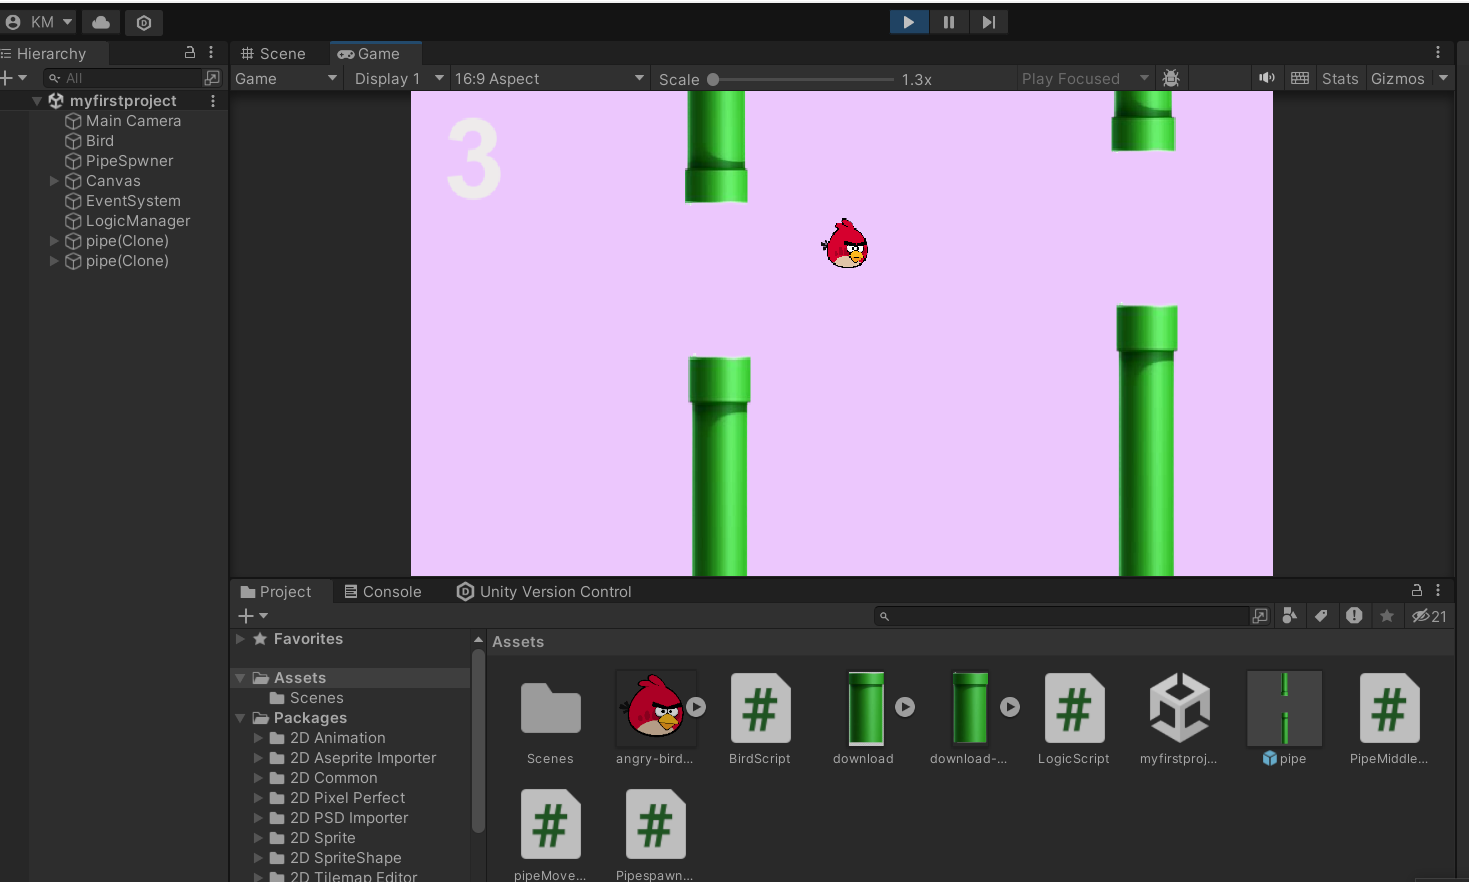 KM
Hierarchy
All
myfirstproject
Main Camera
Bird
PipeSpwner
Canvas
EventSystem
LogicManager
pipe(Clone)
pipe(Clone)
Scene
Game
Game
Display 1
16:9 Aspect
Scale
1.3x
Play Focused
Stats
Gizmos
3
Project
Console
Unity Version Control
21
Favorites
Assets
Scenes
Packages
2D Animation
2D Aseprite Importer
2D Common
2D Pixel Perfect
2D PSD Importer
2D Sprite
2D SpriteShape
2D Tilemap Editor
Assets
Scenes
angry-bird...
BirdScript
download
download-...
LogicScript
myfirstproj...
pipe
PipeMiddle...
pipeMove...
Pipespawn...